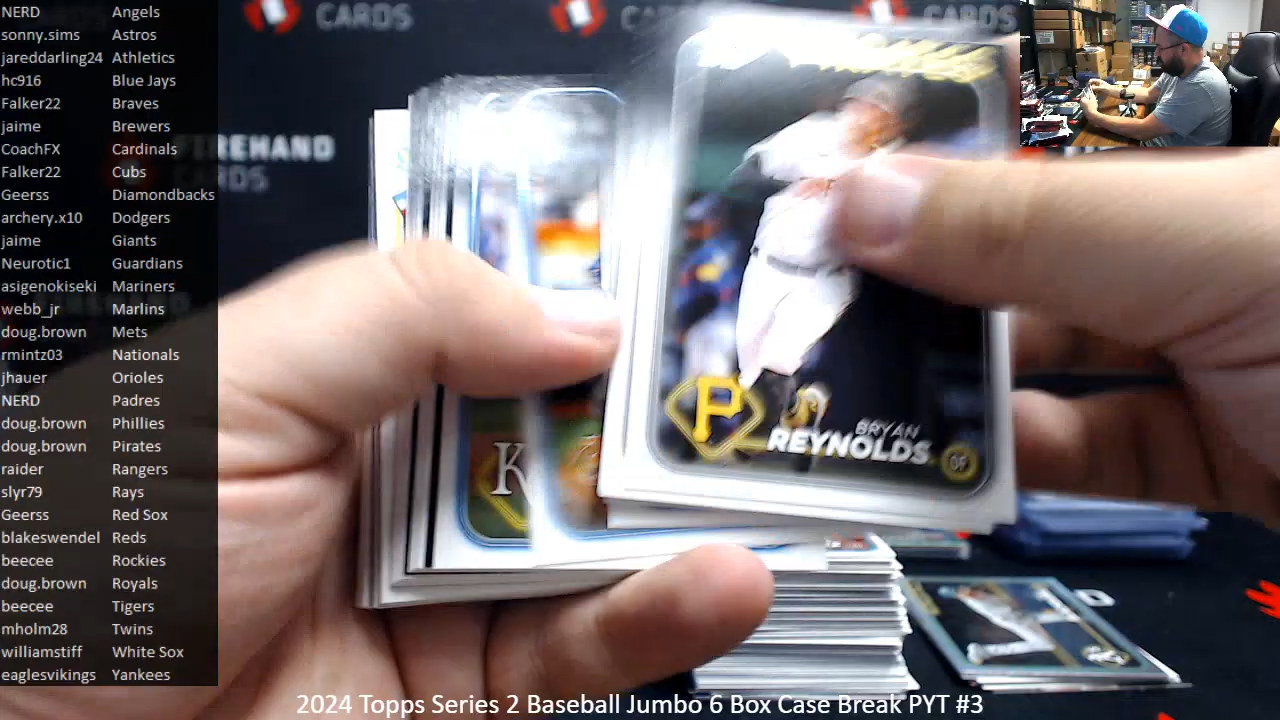 NERD Angels
sonny.sims Astros
jareddarling24 Athletics
hc916 Blue Jays
Falker22 Braves
jaime Brewers
CoachFX Cardinals
Falker22 Cubs
Geerss Diamondbacks
archery.x10 Dodgers
jaime Giants
Neurotic1 Guardians
asigenokiseki Mariners
webb_jr Marlins
doug.brown Mets
rmintz03 Nationals
jhauer Orioles
NERD Padres
doug.brown Phillies
doug.brown Pirates
raider Rangers
slyr79 Rays
Geerss Red Sox
blakeswendel Reds
beecee Rockies
doug.brown Royals
beecee Tigers
mholm28 Twins
williamstiff White Sox
eaglesvikings Yankees
CARDS
CARDS
FIREHAND
CARDS
P
BRYAN
REYNOLDS
OF
K
2024 Topps Series 2 Baseball Jumbo 6 Box Case Break PYT #3